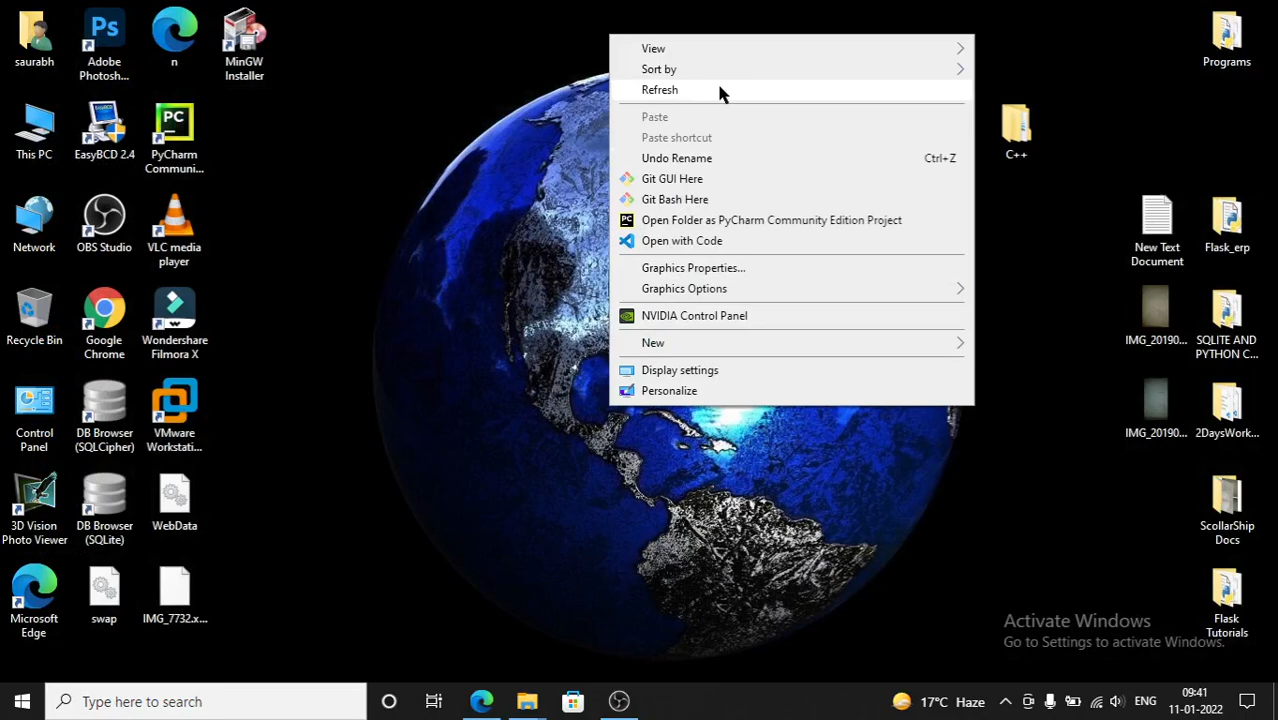 saurabh
Adobe
Photosh...
n
MinGW
Installer
This PC
EasyBCD 2.4
PyCharm
Communi...
Network
OBS Studio
VLC media
player
Recycle Bin
Google
Chrome
Wondershare
Filmora X
Control
Panel
DB Browser
(SQLCipher)
VMware
Workstati...
3D Vision
Photo Viewer
DB Browser
(SQLite)
WebData
Microsoft
Edge
swap
IMG_7732.x...
View
Sort by
Refresh
Paste
Paste shortcut
Undo Rename Ctrl+Z
Git GUI Here
Git Bash Here
Open Folder as PyCharm Community Edition Project
Open with Code
Graphics Properties...
Graphics Options
NVIDIA Control Panel
New
Display settings
Personalize
Programs
C++
New Text
Document
Flask_erp
IMG_20190...
SQLITE AND
PYTHON C...
IMG_20190...
2DaysWork...
ScollarShip
Docs
Flask
Tutorials
Activate Windows
Go to Settings to activate Windows.
Type here to search
17°C Haze
ENG
09:41
11-01-2022